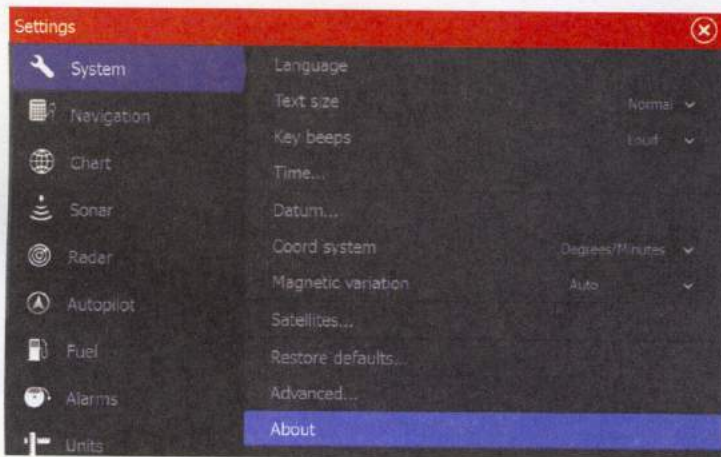 Settings
System
Navigation
Chart
Sonar
Radar
Autopilot
Fuel
Alarms
Units
Language
Text size Normal
Key beeps Loud
Time...
Datum...
Coord system Degrees/Minutes
Magnetic variation Auto
Satellites...
Restore defaults...
Advanced...
About